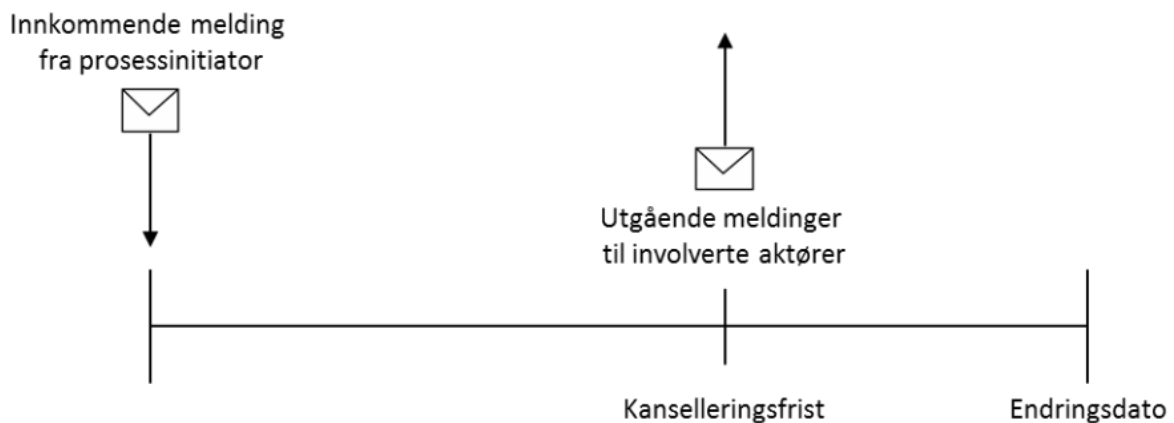 Innkommende melding
fra prosessinitiator
Utgående meldinger
til involverte aktører
Kanselleringsfrist
Endringsdato